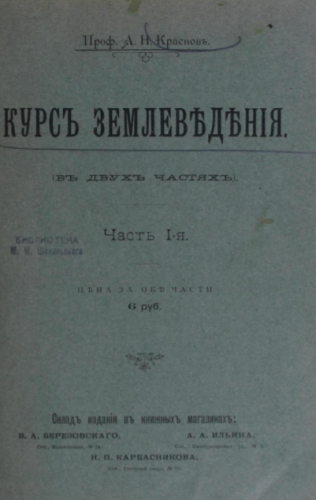 Проф. А. Н. Красновъ.
КУРСЪ ЗЕМЛЕВѢДѢНІЯ.
(ВЪ ДВУХЪ ЧАСТЯХЪ).
Часть I-я.
БИБЛИОТЕКА
ЦѢНА ЗА ОБѢ ЧАСТИ
6 руб.
Складъ изданія въ книжныхъ магазинахъ:
В. А. БЕРЕЗОВСКАГО,
А. А. ИЛЬИНА,
Н. П. КАРБАСНИКОВА,